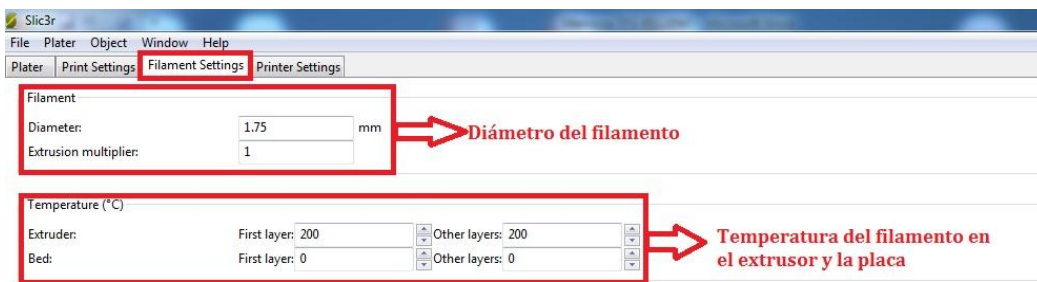 Slic3r
File Plater Object Window Help
Plater Print Settings Filament Settings Printer Settings
Filament
Diameter: 1.75 mm
Extrusion multiplier: 1
Diámetro del filamento
Temperature (°C)
Extruder: First layer: 200 Other layers: 200
Bed: First layer: 0 Other layers: 0
Temperatura del filamento en
el extrusor y la placa